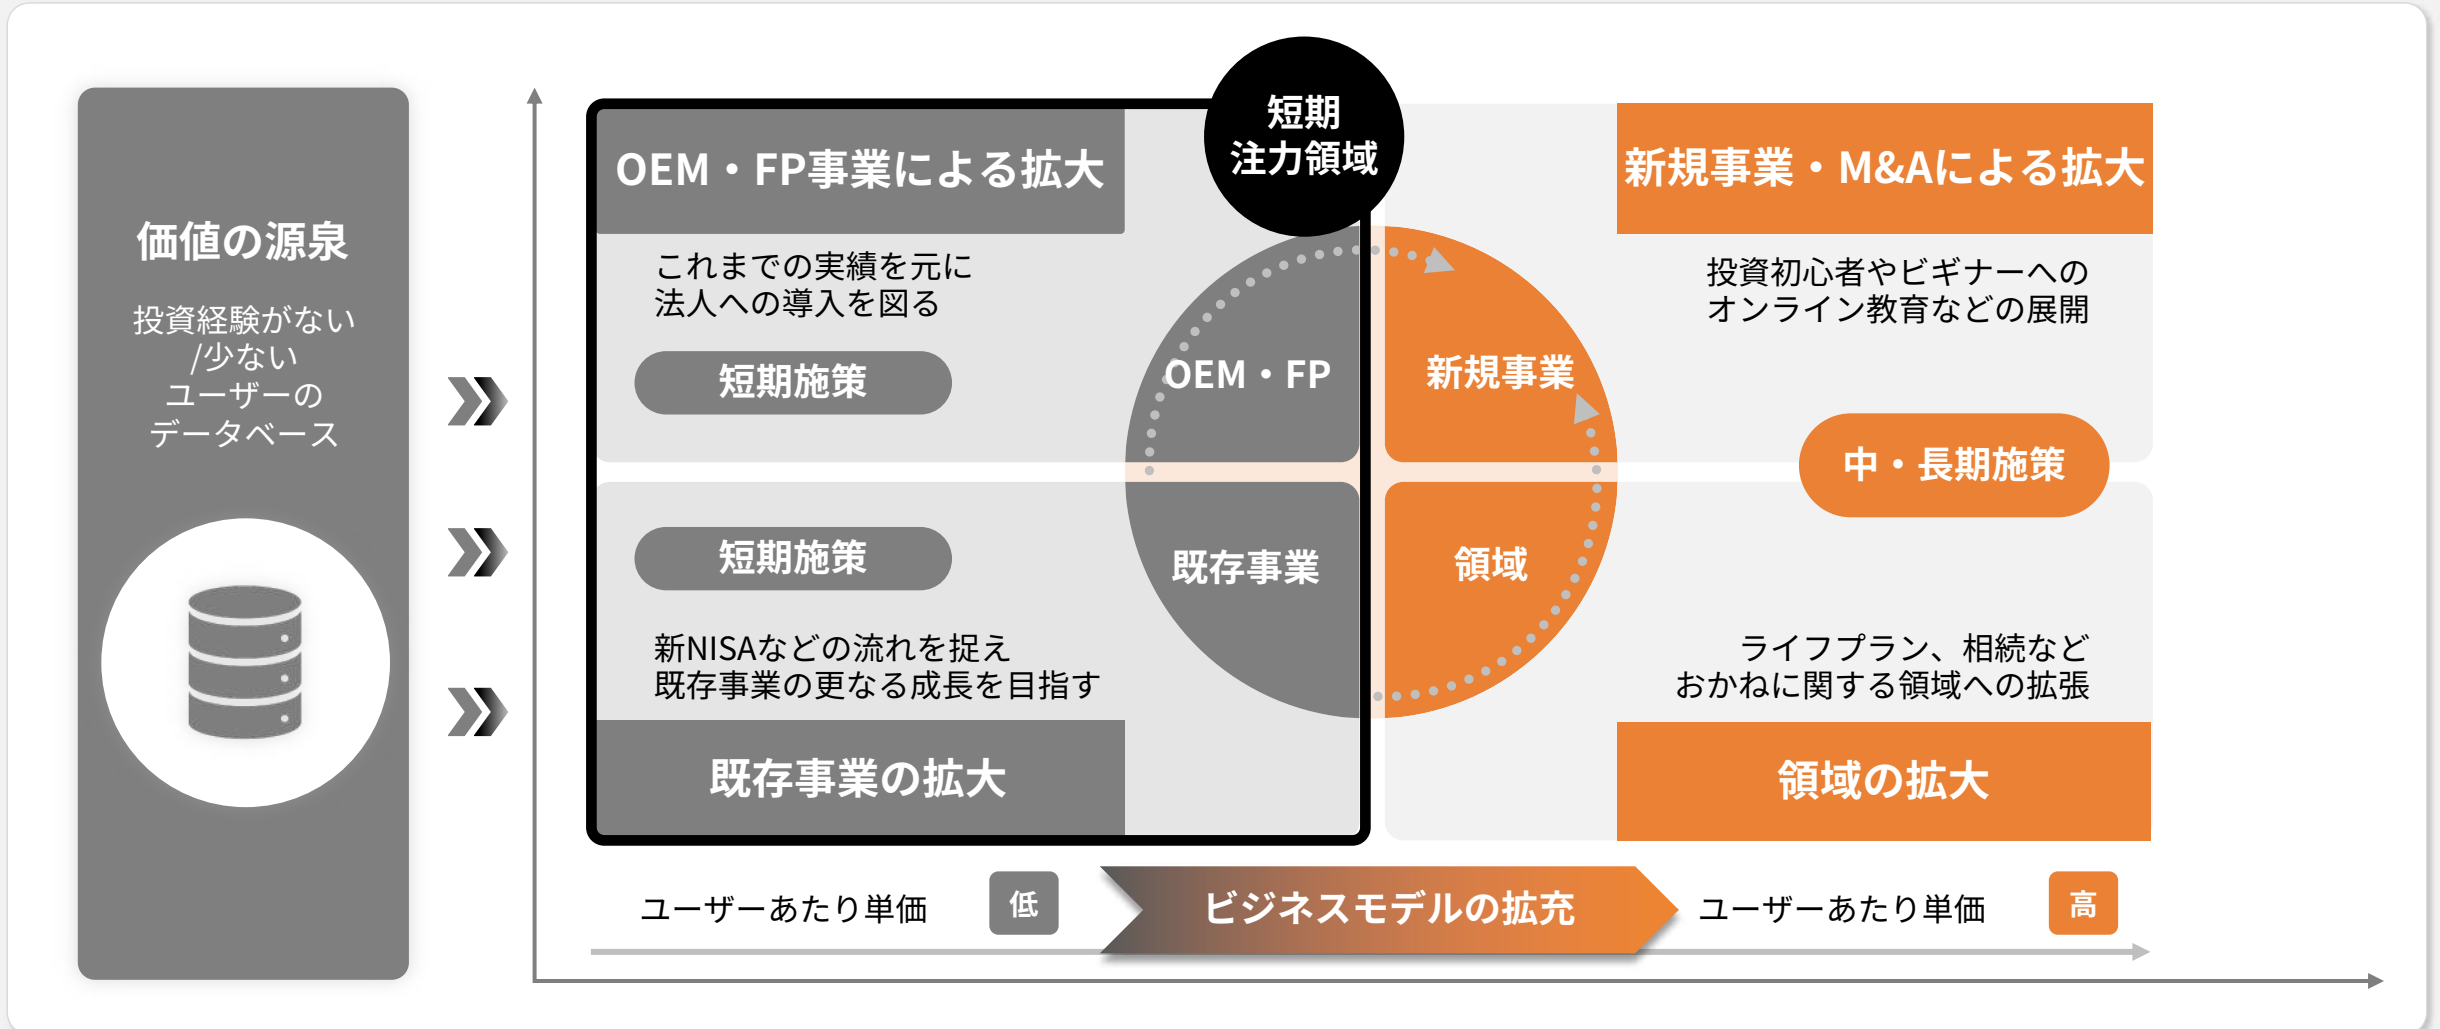 価値の源泉
投資経験がない
/少ない
ユーザーの
データベース
短期
注力領域
OEM・FP事業による拡大
これまでの実績を元に
法人への導入を図る
短期施策
OEM・FP
新規事業・M&Aによる拡大
投資初心者やビギナーへの
オンライン教育などの展開
新規事業
中・長期施策
短期施策
新NISAなどの流れを捉え
既存事業の更なる成長を目指す
既存事業の拡大
既存事業
領域
ライフプラン、相続など
おかねに関する領域への拡張
領域の拡大
ユーザーあたり単価
低
ビジネスモデルの拡充
ユーザーあたり単価
高